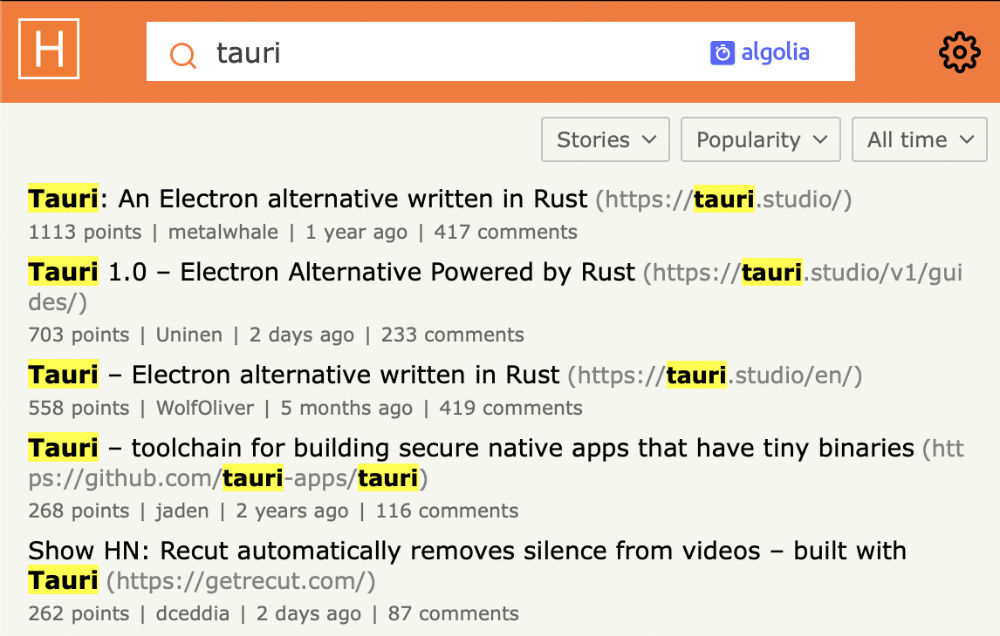 H
tauri
algolia
Stories
Popularity
All time
Tauri: An Electron alternative written in Rust (https://tauri.studio/)
1113 points | metalwhale | 1 year ago | 417 comments
Tauri 1.0 – Electron Alternative Powered by Rust (https://tauri.studio/v1/gui
des/)
703 points | Uninen | 2 days ago | 233 comments
Tauri – Electron alternative written in Rust (https://tauri.studio/en/)
558 points | WolfOliver | 5 months ago | 419 comments
Tauri – toolchain for building secure native apps that have tiny binaries (htt
ps://github.com/tauri-apps/tauri)
268 points | jaden | 2 years ago | 116 comments
Show HN: Recut automatically removes silence from videos – built with
Tauri (https://getrecut.com/)
262 points | dceddia | 2 days ago | 87 comments